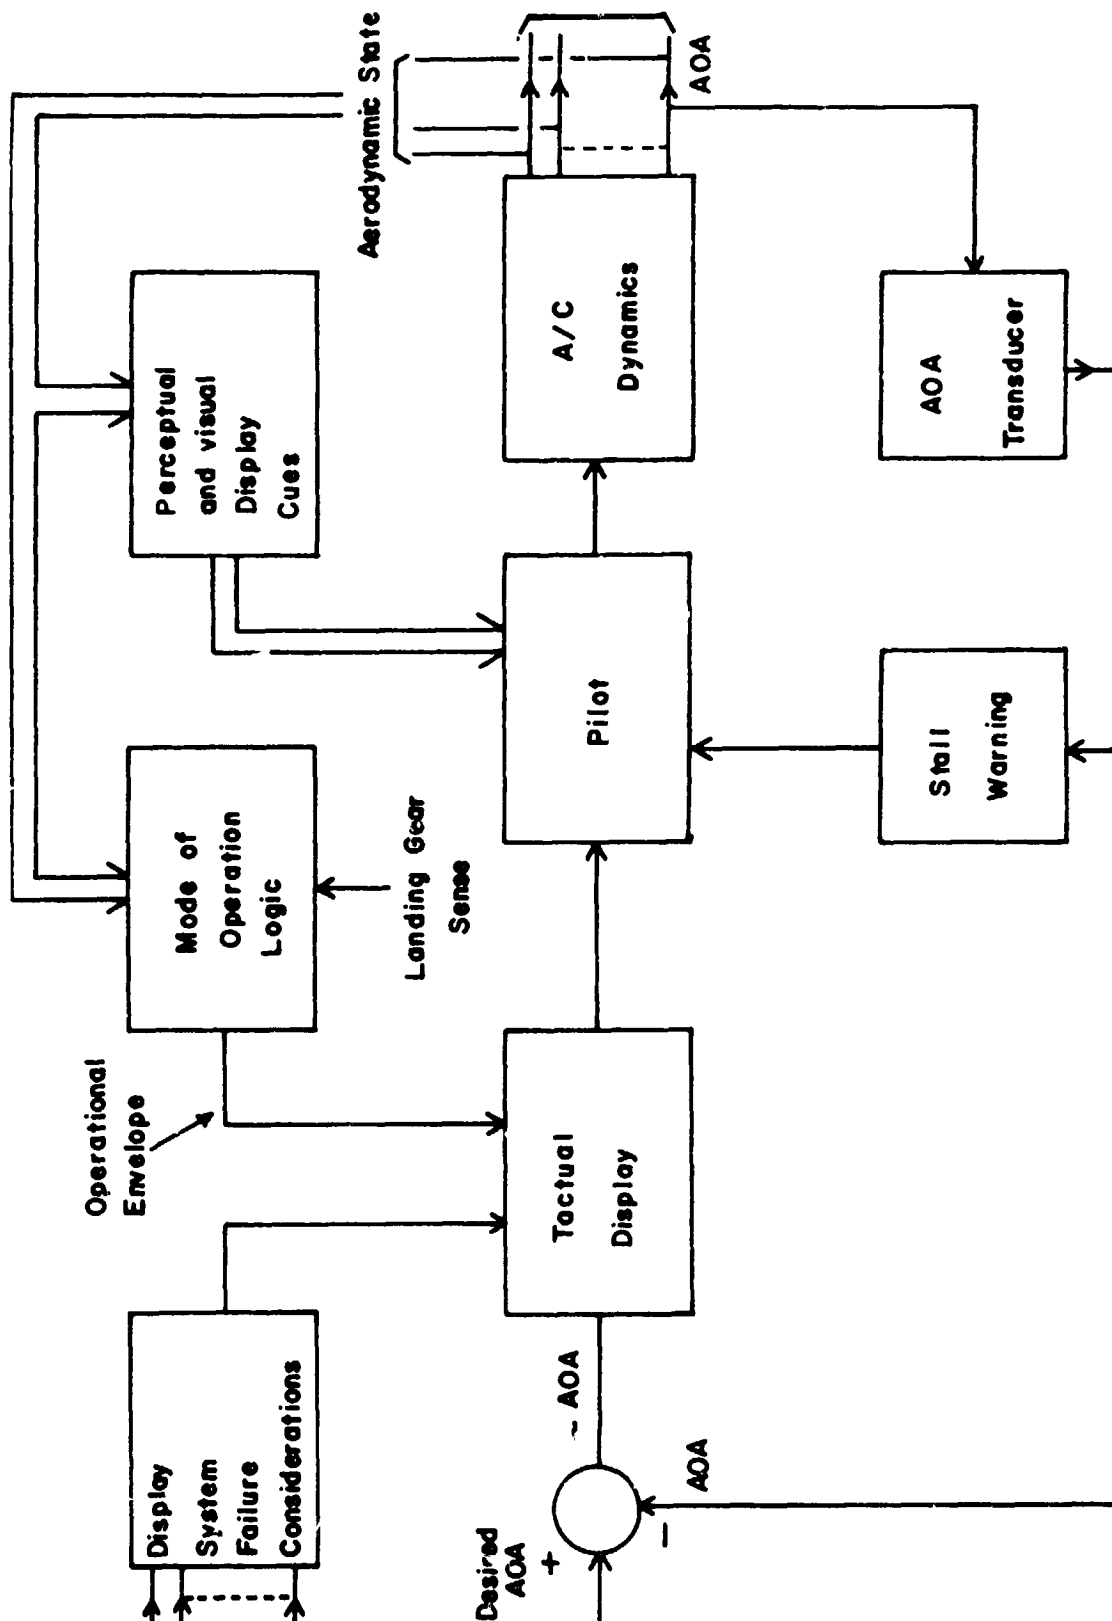 Display
System
Failure
Considerations
Operational
Envelope
Mode of
Operation
Logic
Landing Gear
Sense
Perceptual
and visual
Display
Cues
Aerodynamic State
Desired
AOA
+
−
AOA
~ AOA
Tactual
Display
Pilot
A/C
Dynamics
AOA
Stall
Warning
AOA
Transducer